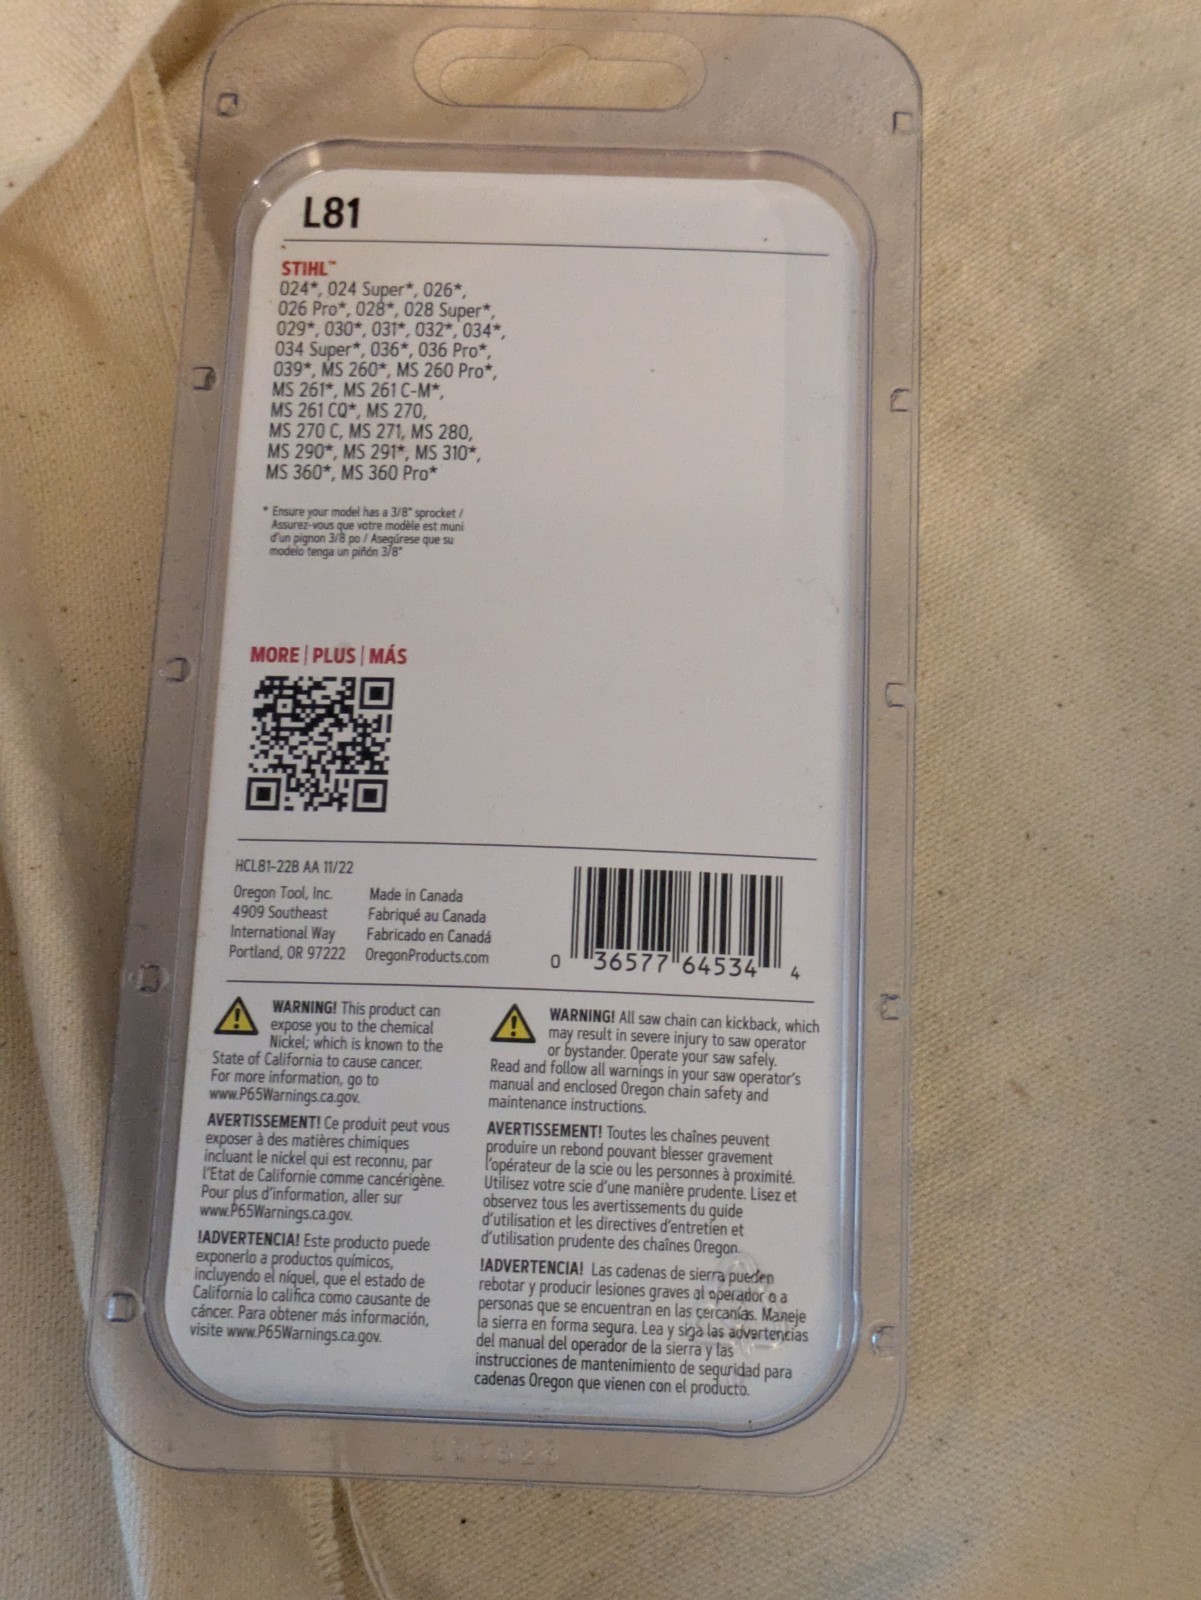 L81
STIHL™
024*, 024 Super*, 026*,
026 Pro*, 028*, 028 Super*,
029*, 030*, 031*, 032*, 034*,
034 Super*, 036*, 036 Pro*,
039*, MS 260*, MS 260 Pro*,
MS 261*, MS 261 C-M*,
MS 261 CQ*, MS 270,
MS 270 C, MS 271, MS 280,
MS 290*, MS 291*, MS 310*,
MS 360*, MS 360 Pro*
* Ensure your model has a 3/8" sprocket /
Assurez-vous que votre modèle est muni
d'un pignon 3/8 po / Asegúrese que su
modelo tenga un piñón 3/8"
MORE | PLUS | MÁS
HCL81-22B AA 11/22
Oregon Tool, Inc.
4909 Southeast
International Way
Portland, OR 97222
Made in Canada
Fabriqué au Canada
Fabricado en Canadá
OregonProducts.com
0 36577 64534 4
WARNING! This product can
expose you to the chemical
Nickel; which is known to the
State of California to cause cancer.
For more information, go to
www.P65Warnings.ca.gov.
AVERTISSEMENT! Ce produit peut vous
exposer à des matières chimiques
incluant le nickel qui est reconnu, par
l'Etat de Californie comme cancérigène.
Pour plus d'information, aller sur
www.P65Warnings.ca.gov.
!ADVERTENCIA! Este producto puede
exponerlo a productos químicos,
incluyendo el níquel, que el estado de
California lo califica como causante de
cáncer. Para obtener más información,
visite www.P65Warnings.ca.gov.
WARNING! All saw chain can kickback, which
may result in severe injury to saw operator
or bystander. Operate your saw safely.
Read and follow all warnings in your saw operator's
manual and enclosed Oregon chain safety and
maintenance instructions.
AVERTISSEMENT! Toutes les chaînes peuvent
produire un rebond pouvant blesser gravement
l'opérateur de la scie ou les personnes à proximité.
Utilisez votre scie d'une manière prudente. Lisez et
observez tous les avertissements du guide
d'utilisation et les directives d'entretien et
d'utilisation prudente des chaînes Oregon.
!ADVERTENCIA! Las cadenas de sierra pueden
rebotar y producir lesiones graves al operador o a
personas que se encuentran en las cercanías. Maneje
la sierra en forma segura. Lea y siga las advertencias
del manual del operador de la sierra y las
instrucciones de mantenimiento de seguridad para
cadenas Oregon que vienen con el producto.